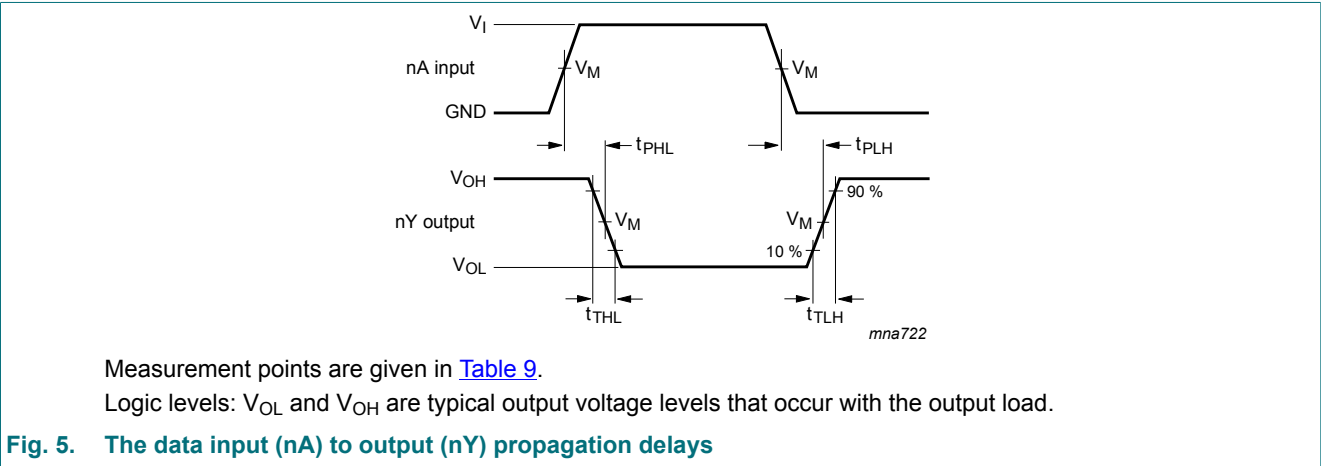 VI
nA input
VM
VM
GND
tPHL
tPLH
VOH
90 %
nY output
VM
VM
10 %
VOL
tTHL
tTLH
mna722
Measurement points are given in Table 9.
Logic levels: VOL and VOH are typical output voltage levels that occur with the output load.
Fig. 5. The data input (nA) to output (nY) propagation delays